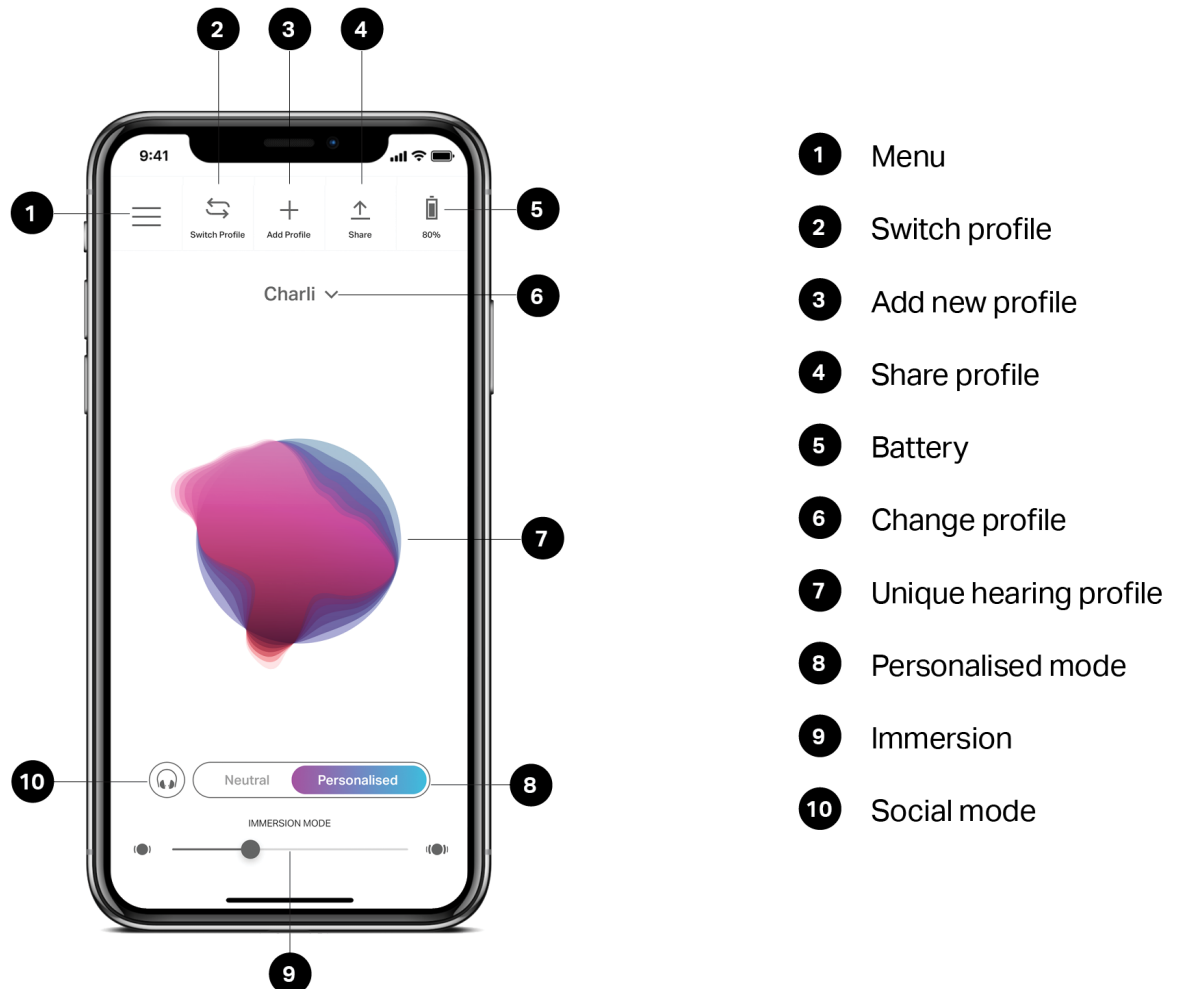 2
3
4
9:41
1
Switch Profile
Add Profile
Share
80%
5
Charli
6
7
10
Neutral
Personalised
8
IMMERSION MODE
9
1 Menu
2 Switch profile
3 Add new profile
4 Share profile
5 Battery
6 Change profile
7 Unique hearing profile
8 Personalised mode
9 Immersion
10 Social mode